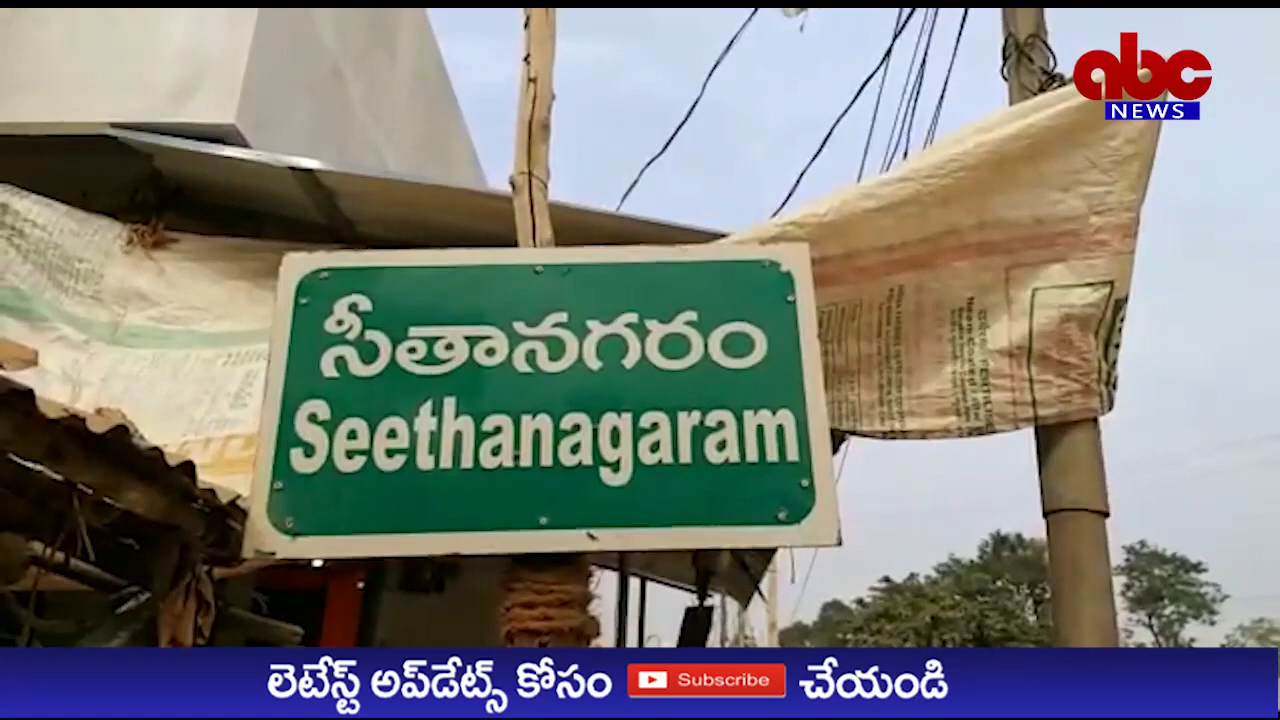 abc
NEWS
సీతానగరం
Seethanagaram
లెటేస్ట్ అప్‌డేట్స్ కోసం Subscribe చేయండి